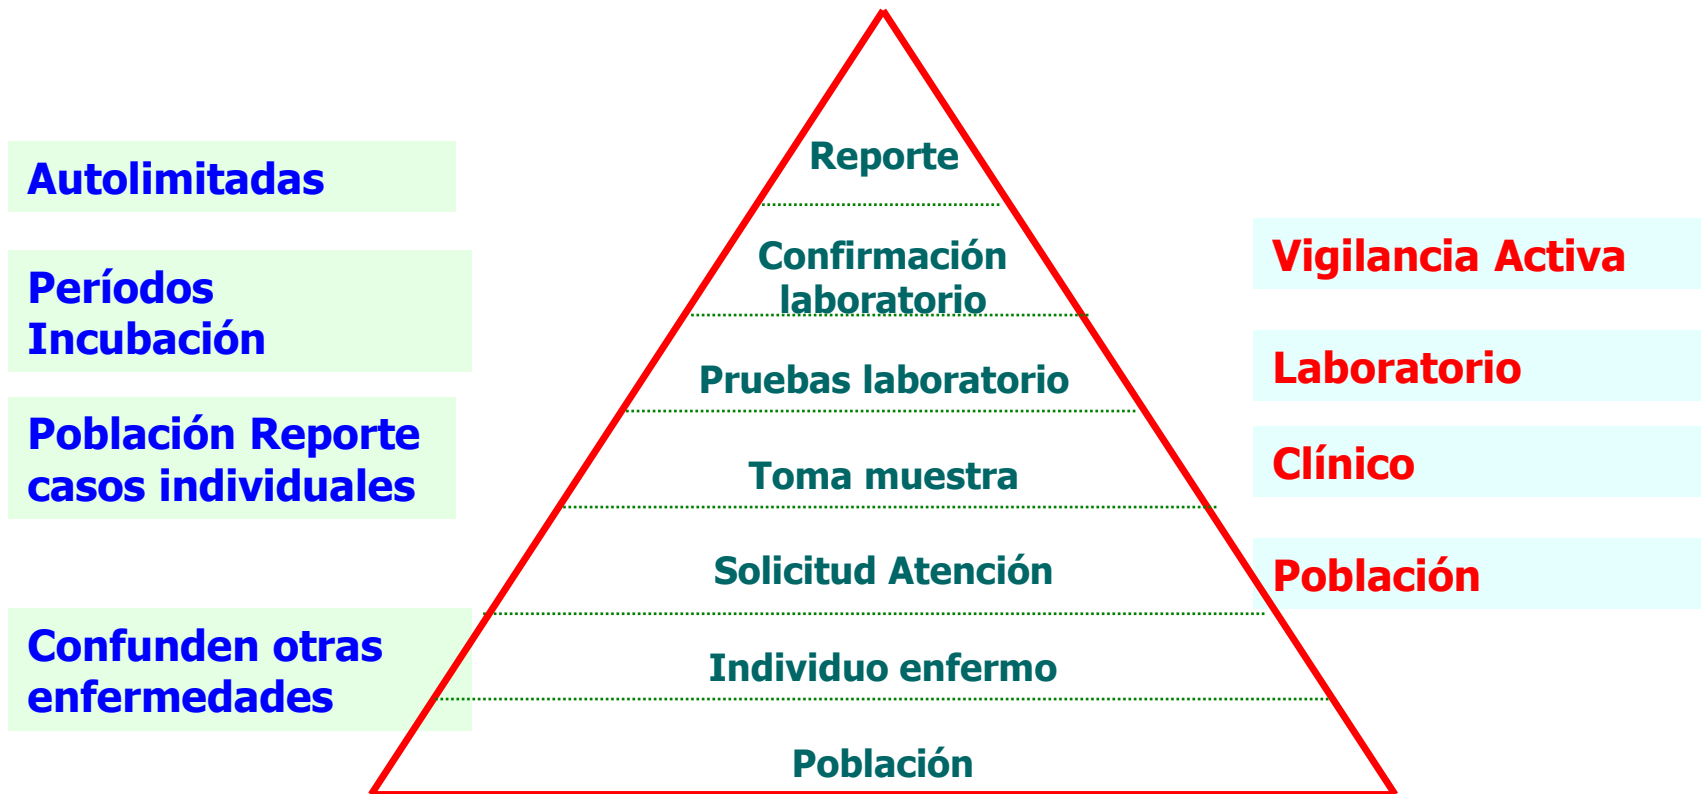 Autolimitadas
Períodos
Incubación
Población Reporte
casos individuales
Confunden otras
enfermedades
Reporte
Confirmación
laboratorio
Pruebas laboratorio
Toma muestra
Solicitud Atención
Individuo enfermo
Población
Vigilancia Activa
Laboratorio
Clínico
Población